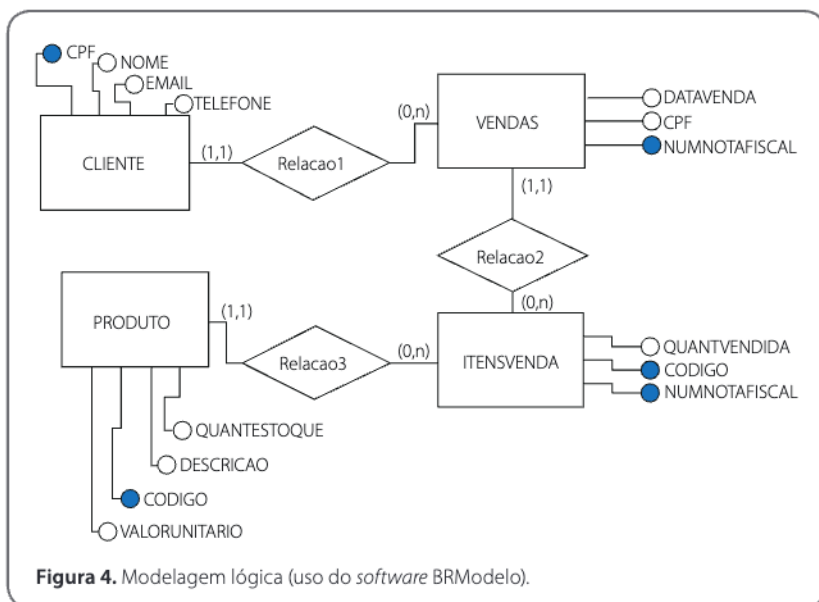 CPF
NOME
EMAIL
TELEFONE
CLIENTE
(1,1)
Relacao1
(0,n)
VENDAS
DATAVENDA
CPF
NUMNOTAFISCAL
(1,1)
Relacao2
(0,n)
PRODUTO
(1,1)
Relacao3
(0,n)
ITENSVENDA
QUANTVENDIDA
CODIGO
NUMNOTAFISCAL
QUANTESTOQUE
DESCRICAO
CODIGO
VALORUNITARIO
Figura 4. Modelagem lógica (uso do software BRModelo).